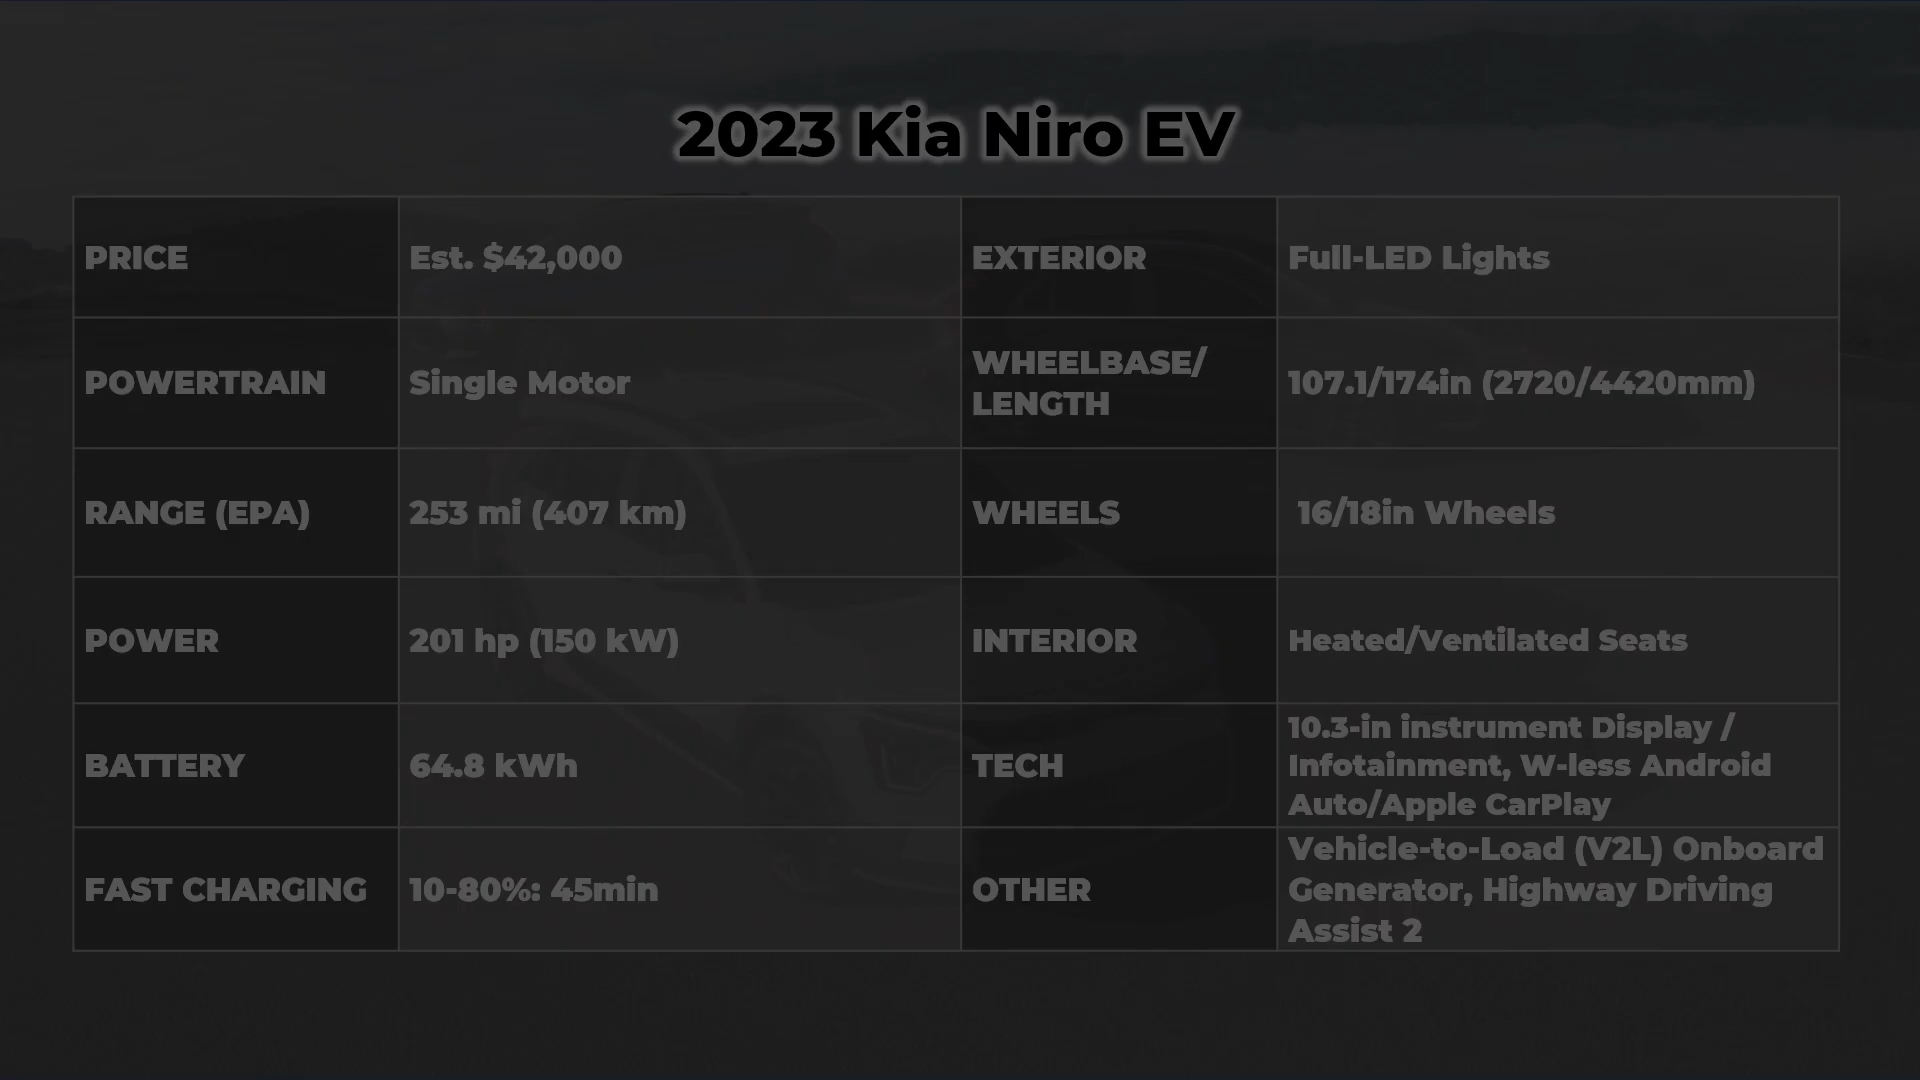 2023 Kia Niro EV
PRICE
Est. $42,000
EXTERIOR
Full-LED Lights
POWERTRAIN
Single Motor
WHEELBASE/
LENGTH
107.1/174in (2720/4420mm)
RANGE (EPA)
253 mi (407 km)
WHEELS
16/18in Wheels
POWER
201 hp (150 kW)
INTERIOR
Heated/Ventilated Seats
BATTERY
64.8 kWh
TECH
10.3-in instrument Display /
Infotainment, W-less Android
Auto/Apple CarPlay
FAST CHARGING
10-80%: 45min
OTHER
Vehicle-to-Load (V2L) Onboard
Generator, Highway Driving
Assist 2